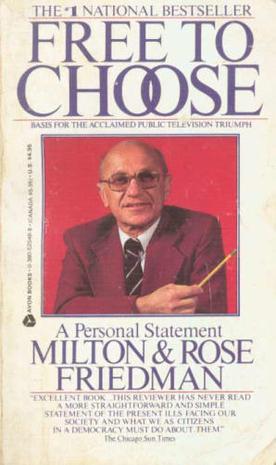 THE #1 NATIONAL BESTSELLER
FREE TO
CHOOSE
BASIS FOR THE ACCLAIMED PUBLIC TELEVISION TRIUMPH
A Personal Statement
MILTON & ROSE
FRIEDMAN
"EXCELLENT BOOK...THIS REVIEWER HAS NEVER READ
A MORE STRAIGHTFORWARD AND SIMPLE
STATEMENT OF THE PRESENT ILLS FACING OUR
SOCIETY AND WHAT WE AS CITIZENS
IN A DEMOCRACY MUST DO ABOUT THEM."
The Chicago Sun Times